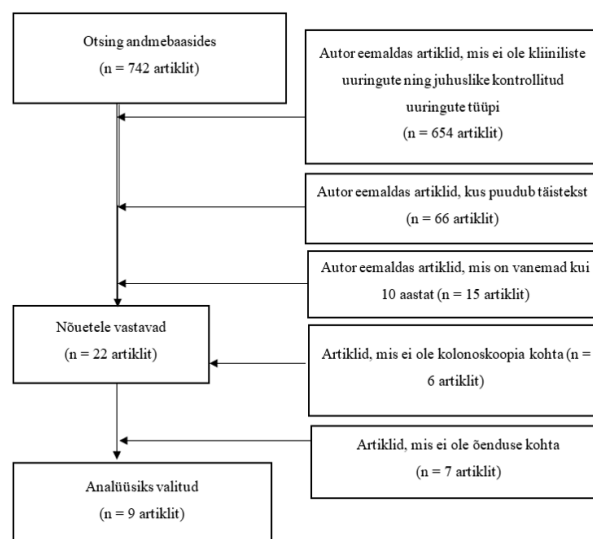 Otsing andmebaasides
(n = 742 artiklit)
Autor eemaldas artiklid, mis ei ole kliiniliste
uuringute ning juhuslike kontrollitud
uuringute tüüpi
(n = 654 artiklit)
Autor eemaldas artiklid, kus puudub täistekst
(n = 66 artiklit)
Autor eemaldas artiklid, mis on vanemad kui
10 aastat (n = 15 artiklit)
Nõuetele vastavad
(n = 22 artiklit)
Artiklid, mis ei ole kolonoskoopia kohta (n =
6 artiklit)
Artiklid, mis ei ole õenduse kohta
(n = 7 artiklit)
Analüüsiks valitud
(n = 9 artiklit)